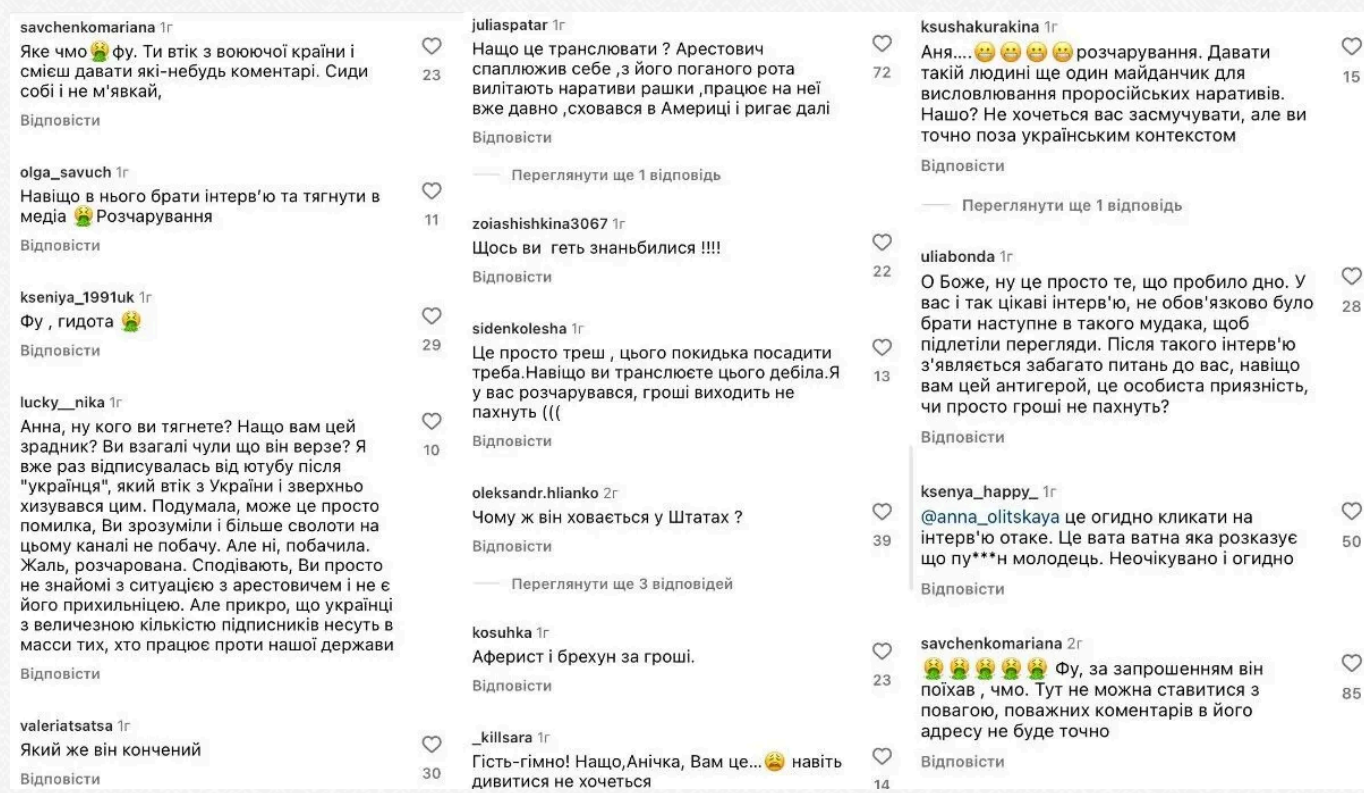 savchenkomariana 1г
Яке чмо🤮фу. Ти втік з воюючої країни і
смієш давати які-небудь коментарі. Сиди
собі і не м'явкай,
23
Відповісти
olga_savuch 1г
Навіщо в нього брати інтерв'ю та тягнути в
медіа 🤮Розчарування
11
Відповісти
kseniya_1991uk 1г
Фу , гидота 🤮
29
Відповісти
lucky__nika 1г
Анна, ну кого ви тягнете? Нащо вам цей
зрадник? Ви взагалі чули що він верзе? Я
вже раз відписувалась від ютубу після
"українця", який втік з України і зверхньо
хизувався цим. Подумала, може це просто
помилка, Ви зрозуміли і більше сволоти на
цьому каналі не побачу. Але ні, побачила.
Жаль, розчарована. Сподівають, Ви просто
не знайомі з ситуацією з арестовичем і не є
його прихильніцею. Але прикро, що українці
з величезною кількістю підписників несуть в
масси тих, хто працює проти нашої держави
10
Відповісти
valeriatsatsa 1г
Який же він кончений
30
Відповісти
juliaspatar 1г
Нащо це транслювати ? Арестович
спаплюжив себе ,з його поганого рота
вилітають наративи рашки ,працює на неї
вже давно ,сховався в Америці і ригає далі
72
Відповісти
Переглянути ще 1 відповідь
zoiashishkina3067 1г
Щось ви геть знаньбилися !!!!
22
Відповісти
sidenkolesha 1г
Це просто треш , цього покидька посадити
треба.Навіщо ви транслюєте цього дебіла.Я
у вас розчарувався, гроші виходить не
пахнуть (((
13
Відповісти
oleksandr.hlianko 2г
Чому ж він ховається у Штатах ?
39
Відповісти
Переглянути ще 3 відповідей
kosuhka 1г
Аферист і брехун за гроші.
23
Відповісти
_killsara 1г
Гість-гімно! Нащо,Анічка, Вам це...😩 навіть
дивитися не хочеться
14
ksushakurakina 1г
Аня....😬😬😬😬розчарування. Давати
такій людині ще один майданчик для
висловлювання проросійських наративів.
Нашо? Не хочеться вас засмучувати, але ви
точно поза українським контекстом
15
Відповісти
Переглянути ще 1 відповідь
uliabonda 1г
О Боже, ну це просто те, що пробило дно. У
вас і так цікаві інтерв'ю, не обов'язково було
брати наступне в такого мудака, щоб
підлетіли перегляди. Після такого інтерв'ю
з'являється забагато питань до вас, навіщо
вам цей антигерой, це особиста приязність,
чи просто гроші не пахнуть?
28
Відповісти
ksenya_happy_ 1г
@anna_olitskaya це огидно кликати на
інтерв'ю отаке. Це вата ватна яка розказує
що пу***н молодець. Неочікувано і огидно
50
Відповісти
savchenkomariana 2г
🤮🤮🤮🤮🤮 Фу, за запрошенням він
поїхав , чмо. Тут не можна ставитися з
повагою, поважних коментарів в його
адресу не буде точно
85
Відповісти